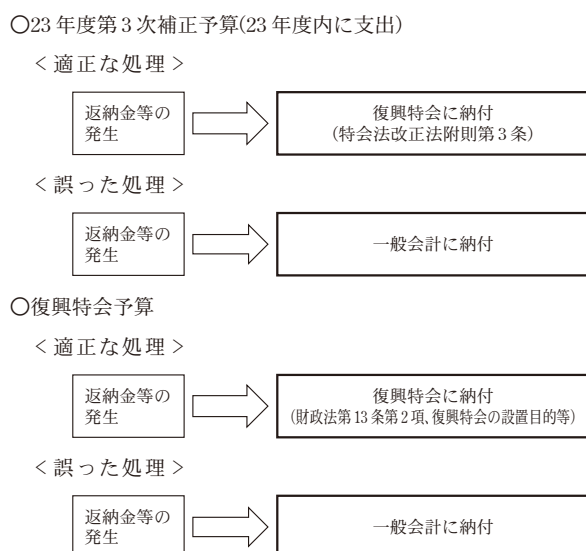 ○23年度第3次補正予算(23年度内に支出)
<適正な処理>
返納金等の
発生
復興特会に納付
(特会法改正法附則第3条)
<誤った処理>
返納金等の
発生
一般会計に納付
○復興特会予算
<適正な処理>
返納金等の
発生
復興特会に納付
(財政法第13条第2項、復興特会の設置目的等)
<誤った処理>
返納金等の
発生
一般会計に納付